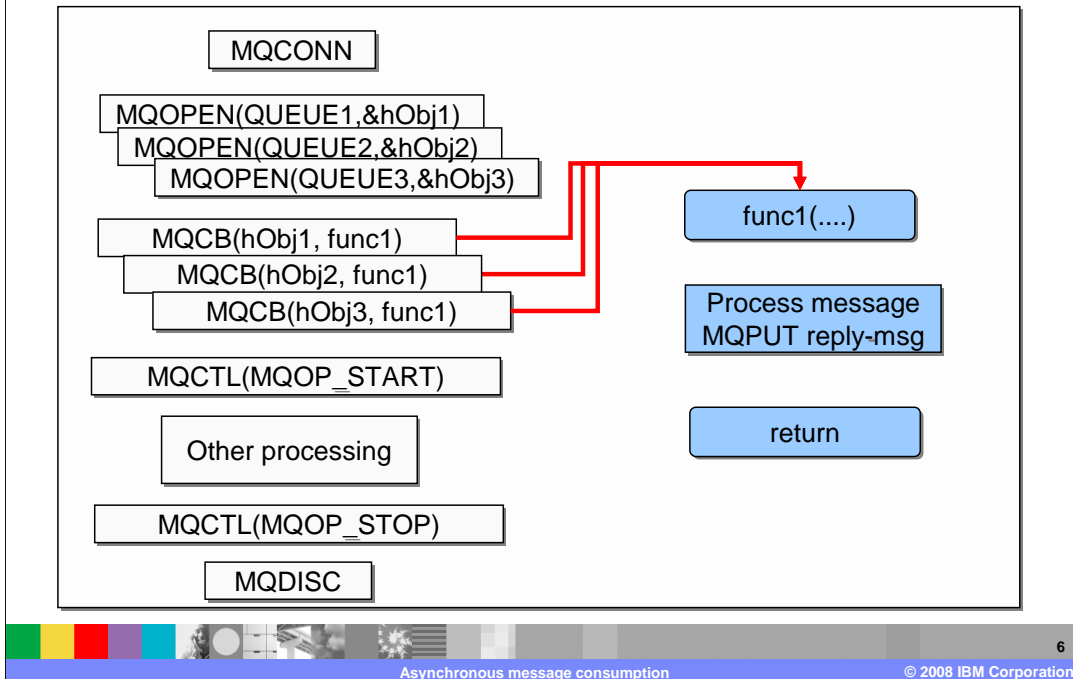 MQCONN
MQOPEN(QUEUE1,&hObj1)
MQOPEN(QUEUE2,&hObj2)
MQOPEN(QUEUE3,&hObj3)
MQCB(hObj1, func1)
MQCB(hObj2, func1)
MQCB(hObj3, func1)
MQCTL(MQOP_START)
Other processing
MQCTL(MQOP_STOP)
MQDISC
func1(....)
Process message
MQPUT reply-msg
return
6
Asynchronous message consumption
© 2008 IBM Corporation